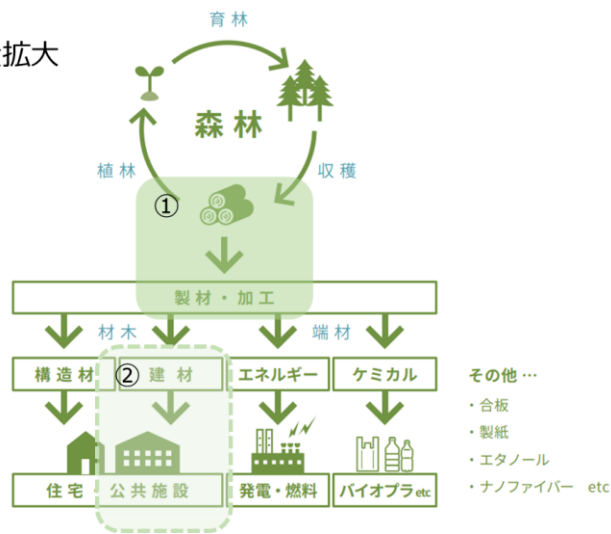 育林
拡大
森林
植林
収穫
①
製材・加工
材木
端材
構造材
②
建材
エネルギー
ケミカル
その他…
・合板
・製紙
・エタノール
・ナノファイバー etc
住宅
公共施設
発電・燃料
バイオプラetc